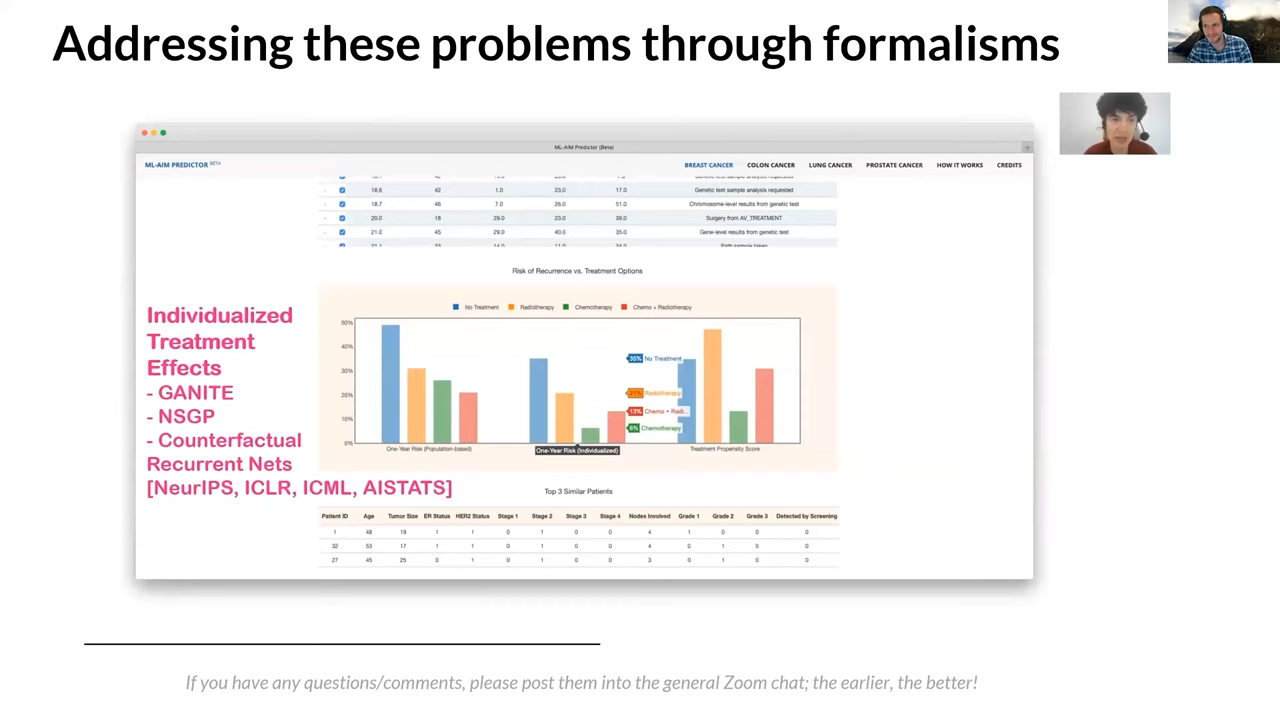 Addressing these problems through formalisms
ML-AIM Predictor (Beta)
ML-AIM PREDICTOR BETA
BREAST CANCER COLON CANCER LUNG CANCER PROSTATE CANCER HOW IT WORKS CREDITS
18.6 42 1.0 23.0 17.0 Genetic test sample analysis requested
18.7 46 7.0 26.0 51.0 Chromosome-level results from genetic test
20.0 18 29.0 23.0 39.0 Surgery from AV_TREATMENT
21.0 45 29.0 40.0 35.0 Gene-level results from genetic test
Risk of Recurrence vs. Treatment Options
No Treatment Radiotherapy Chemotherapy Chemo + Radiotherapy
50%
40%
30%
20%
10%
0%
35% No Treatment
21% Radiotherapy
13% Chemo + Radi...
6% Chemotherapy
One-Year Risk (Population-based) One-Year Risk (Individualized) Treatment Propensity Score
Individualized
Treatment
Effects
- GANITE
- NSGP
- Counterfactual
Recurrent Nets
[NeurIPS, ICLR, ICML, AISTATS]
Top 3 Similar Patients
Patient ID Age Tumor Size ER Status HER2 Status Stage 1 Stage 2 Stage 3 Stage 4 Nodes Involved Grade 1 Grade 2 Grade 3 Detected by Screening
1 48 19 1 1 0 1 0 0 4 1 0 0 0
32 53 17 1 1 0 1 0 0 4 0 1 0 0
27 45 25 0 1 0 1 0 0 3 0 1 0 0
If you have any questions/comments, please post them into the general Zoom chat; the earlier, the better!